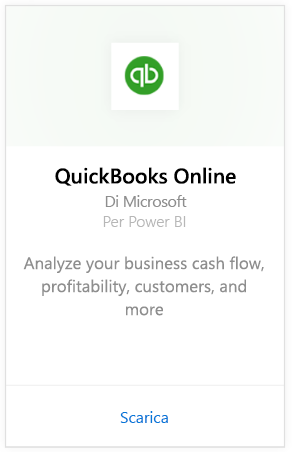 qb
QuickBooks Online
Di Microsoft
Per Power BI
Analyze your business cash flow,
profitability, customers, and
more
Scarica